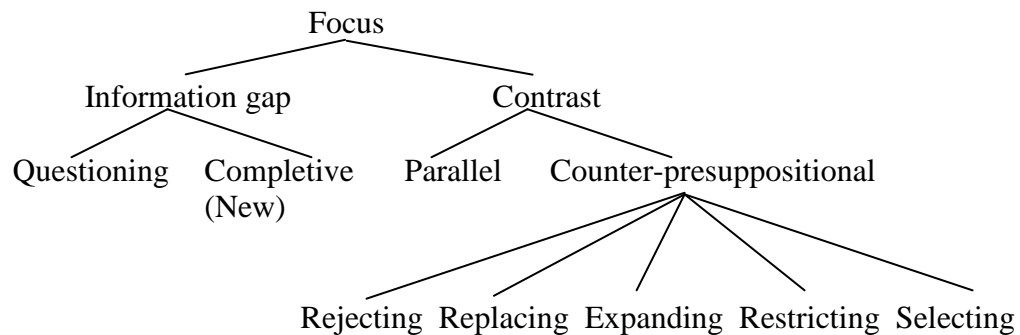 Focus
Information gap Contrast
Questioning Completive Parallel Counter-presuppositional
(New)
Rejecting Replacing Expanding Restricting Selecting